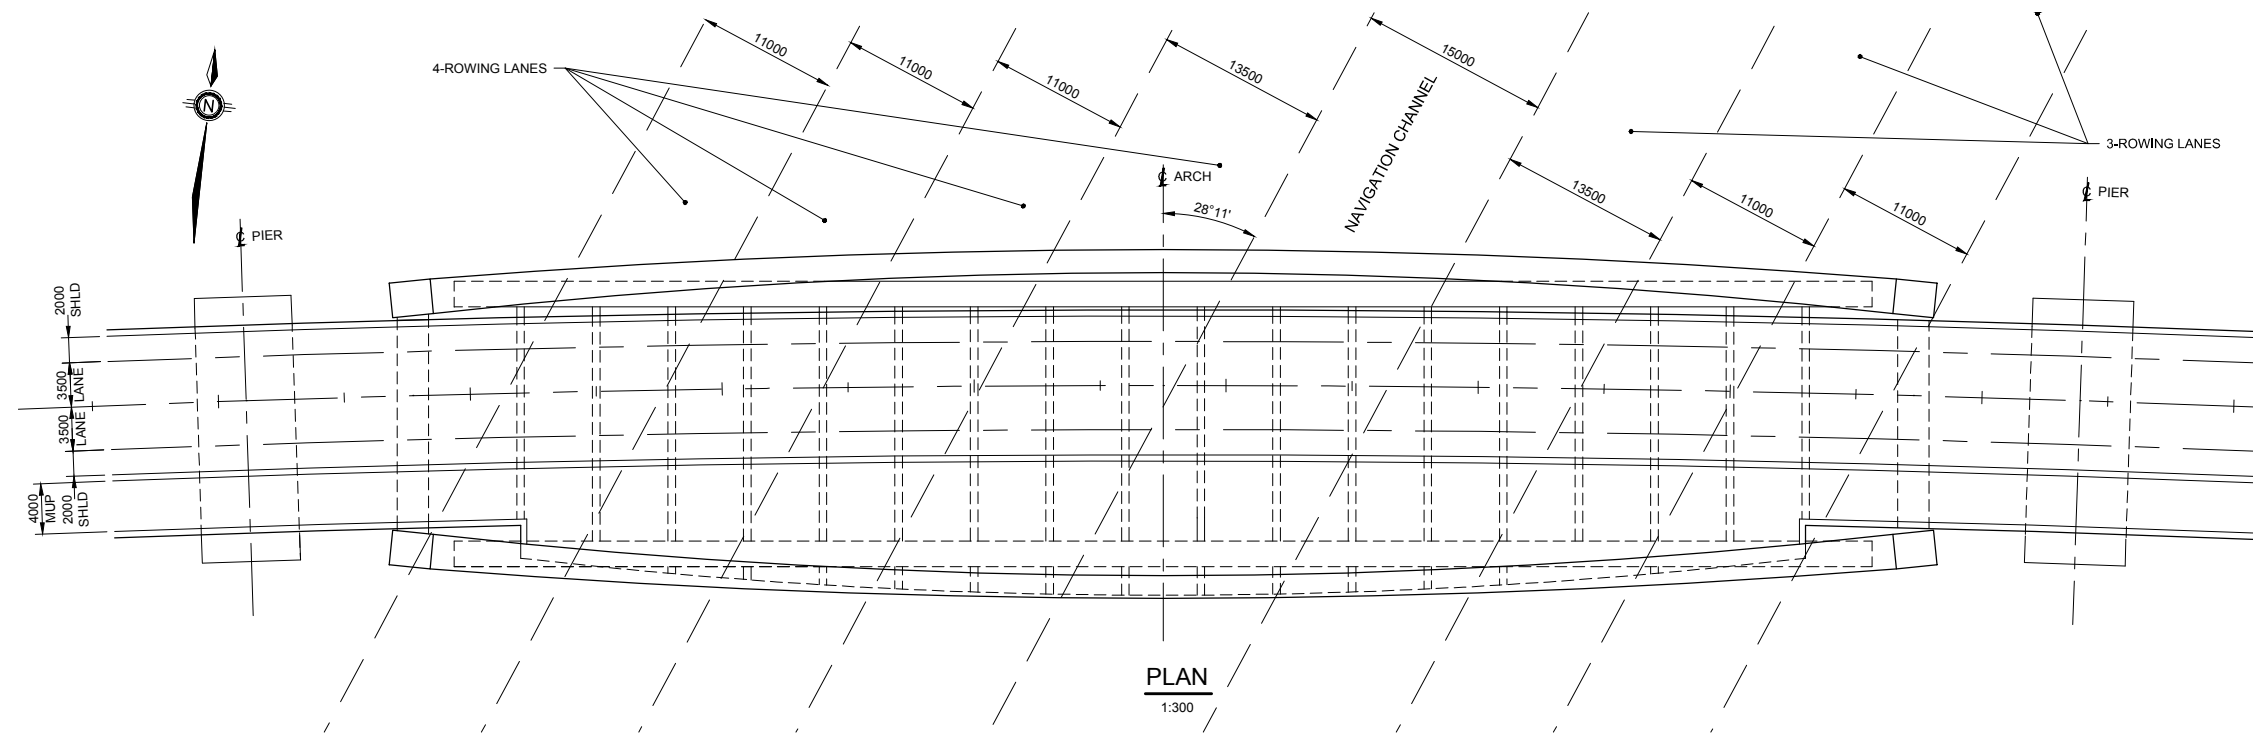 11000
11000
11000
13500
15000
4-ROWING LANES
NAVIGATION CHANNEL
N
3-ROWING LANES
℄ ARCH
28°11'
13500
11000
11000
℄ PIER
℄ PIER
2000
SHLD
3500
LANE
3500
LANE
4000
MUP
2000
SHLD
PLAN
1:300